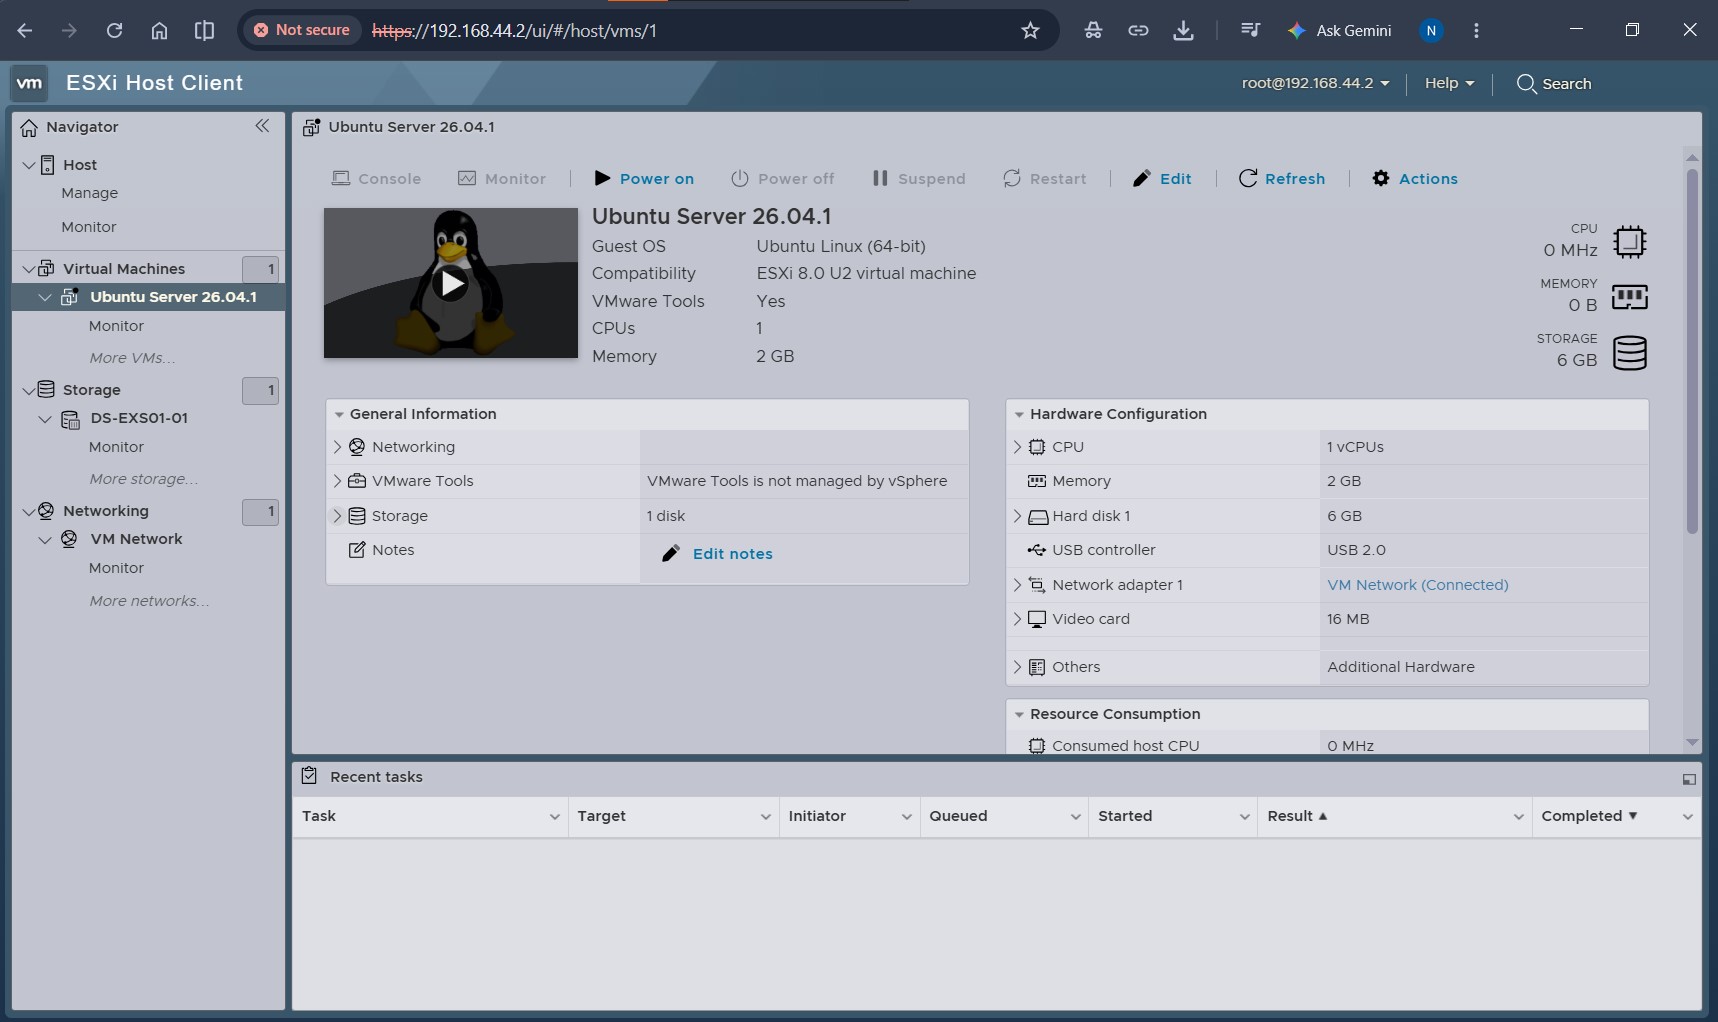 Not secure https://192.168.44.2/ui/#/host/vms/1 Ask Gemini N
vm ESXi Host Client root@192.168.44.2 Help Search
Navigator
Host
Manage
Monitor
Virtual Machines 1
Ubuntu Server 26.04.1
Monitor
More VMs...
Storage 1
DS-EXS01-01
Monitor
More storage...
Networking 1
VM Network
Monitor
More networks...
Ubuntu Server 26.04.1
Console Monitor Power on Power off Suspend Restart Edit Refresh Actions
Ubuntu Server 26.04.1
Guest OS Ubuntu Linux (64-bit)
Compatibility ESXi 8.0 U2 virtual machine
VMware Tools Yes
CPUs 1
Memory 2 GB
CPU
0 MHz
MEMORY
0 B
STORAGE
6 GB
General Information
Networking
VMware Tools VMware Tools is not managed by vSphere
Storage 1 disk
Notes Edit notes
Hardware Configuration
CPU 1 vCPUs
Memory 2 GB
Hard disk 1 6 GB
USB controller USB 2.0
Network adapter 1 VM Network (Connected)
Video card 16 MB
Others Additional Hardware
Resource Consumption
Consumed host CPU 0 MHz
Recent tasks
Task Target Initiator Queued Started Result Completed